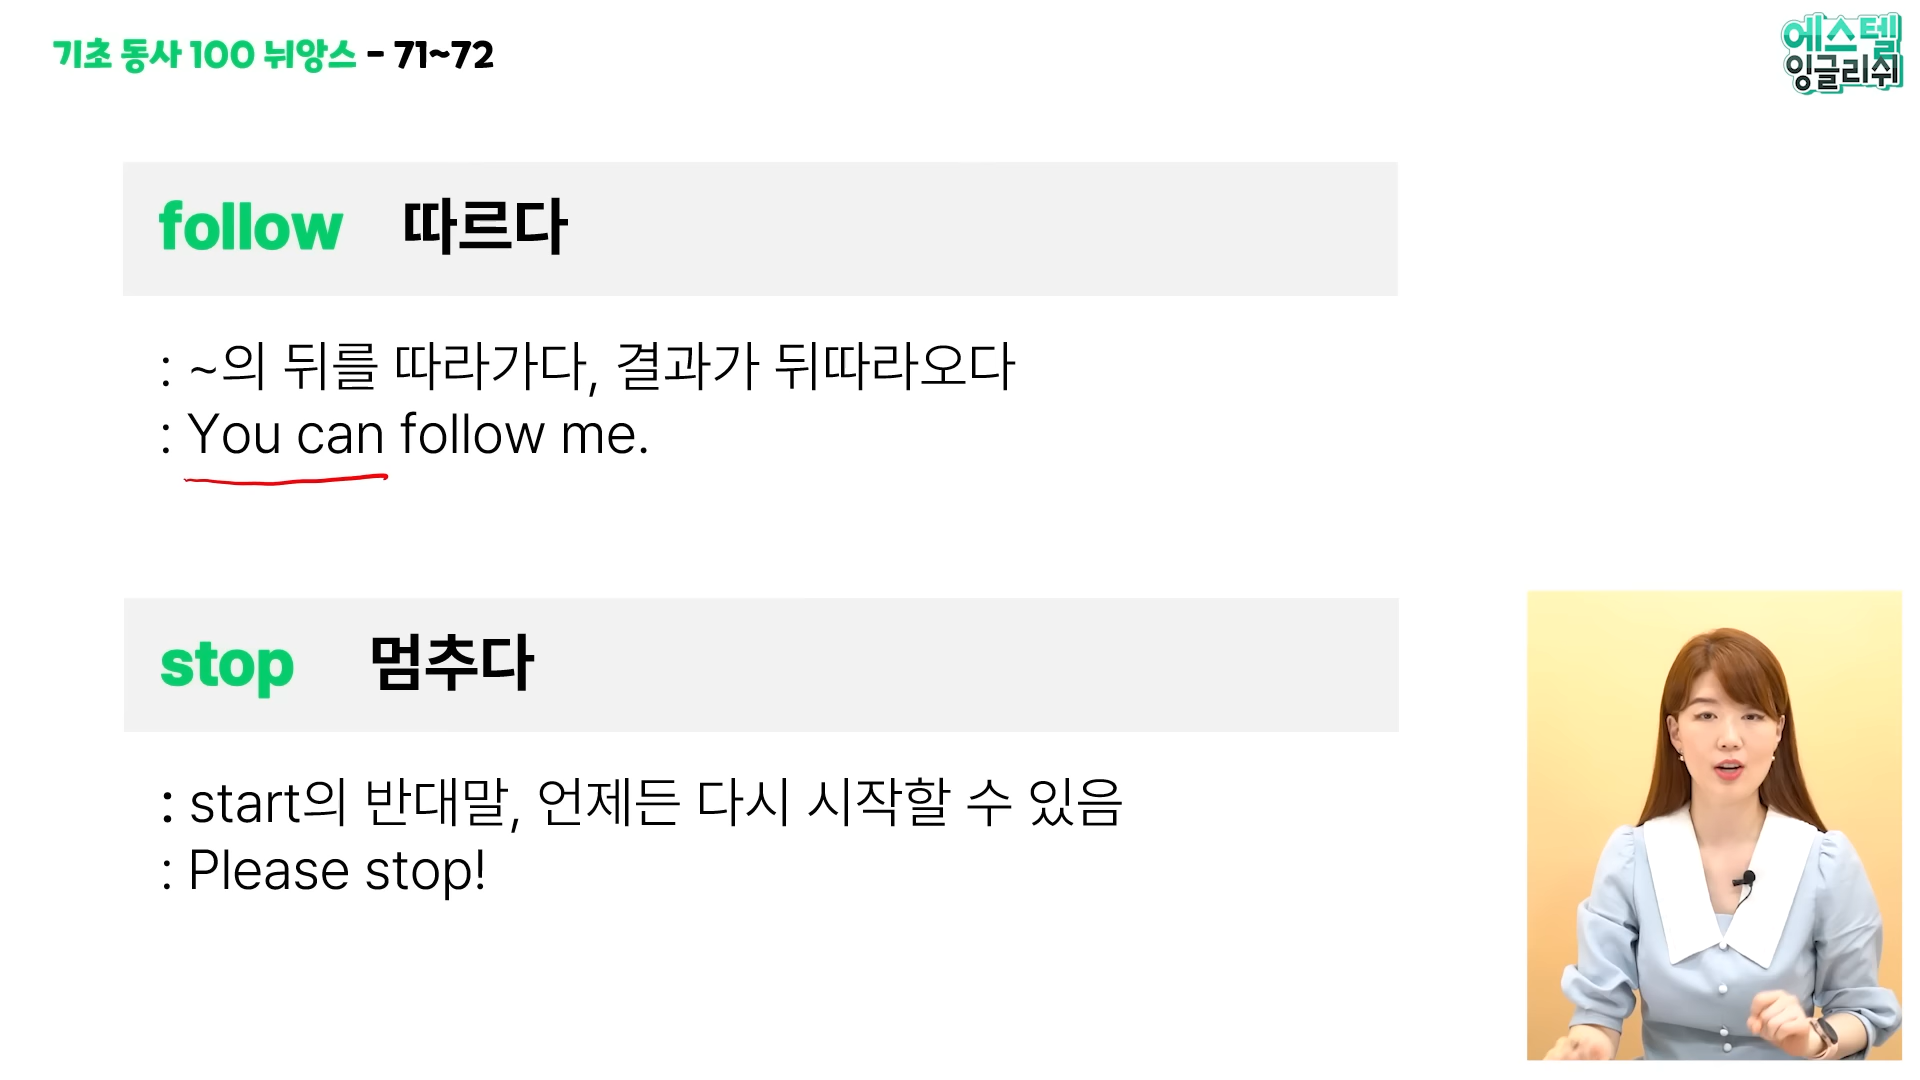 기초 동사 100 뉘앙스 - 71~72
에스텔
잉글리쉬
follow 따르다
: ~의 뒤를 따라가다, 결과가 뒤따라오다
: You can follow me.
stop 멈추다
: start의 반대말, 언제든 다시 시작할 수 있음
: Please stop!